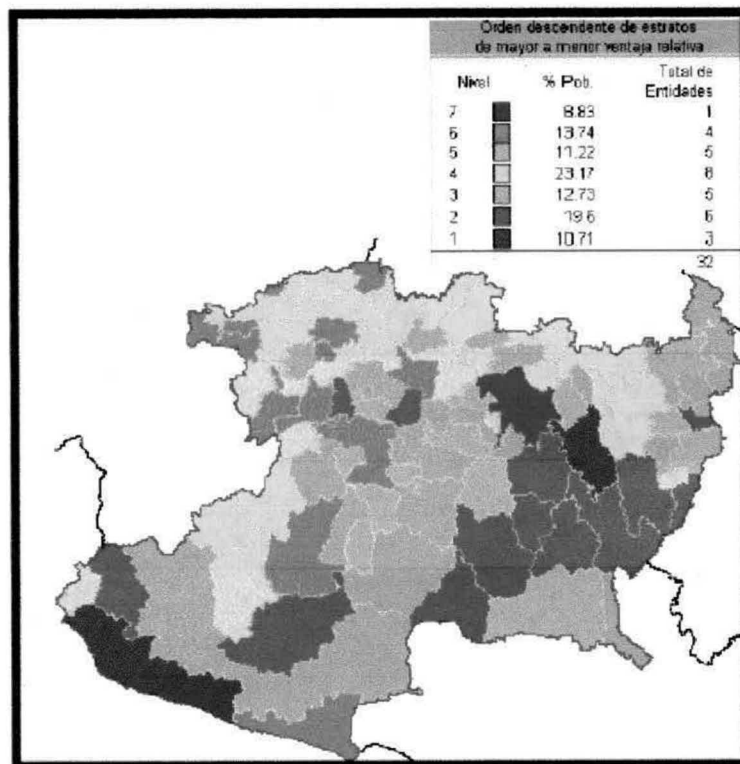 Orden descendente de estratos
de mayor a menor ventaja relativa
Nivel % Pob. Total de
Entidades
7 8.83 1
6 13.74 4
5 11.22 5
4 23.17 8
3 12.73 5
2 19.6 6
1 10.71 3
32